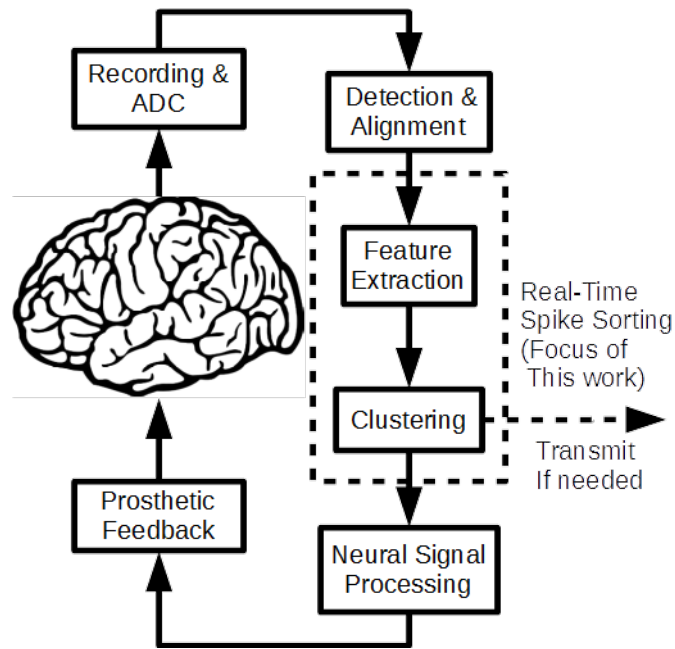 Recording &
ADC
Detection &
Alignment
Feature
Extraction
Real-Time
Spike Sorting
(Focus of
This work)
Clustering
Transmit
If needed
Prosthetic
Feedback
Neural Signal
Processing